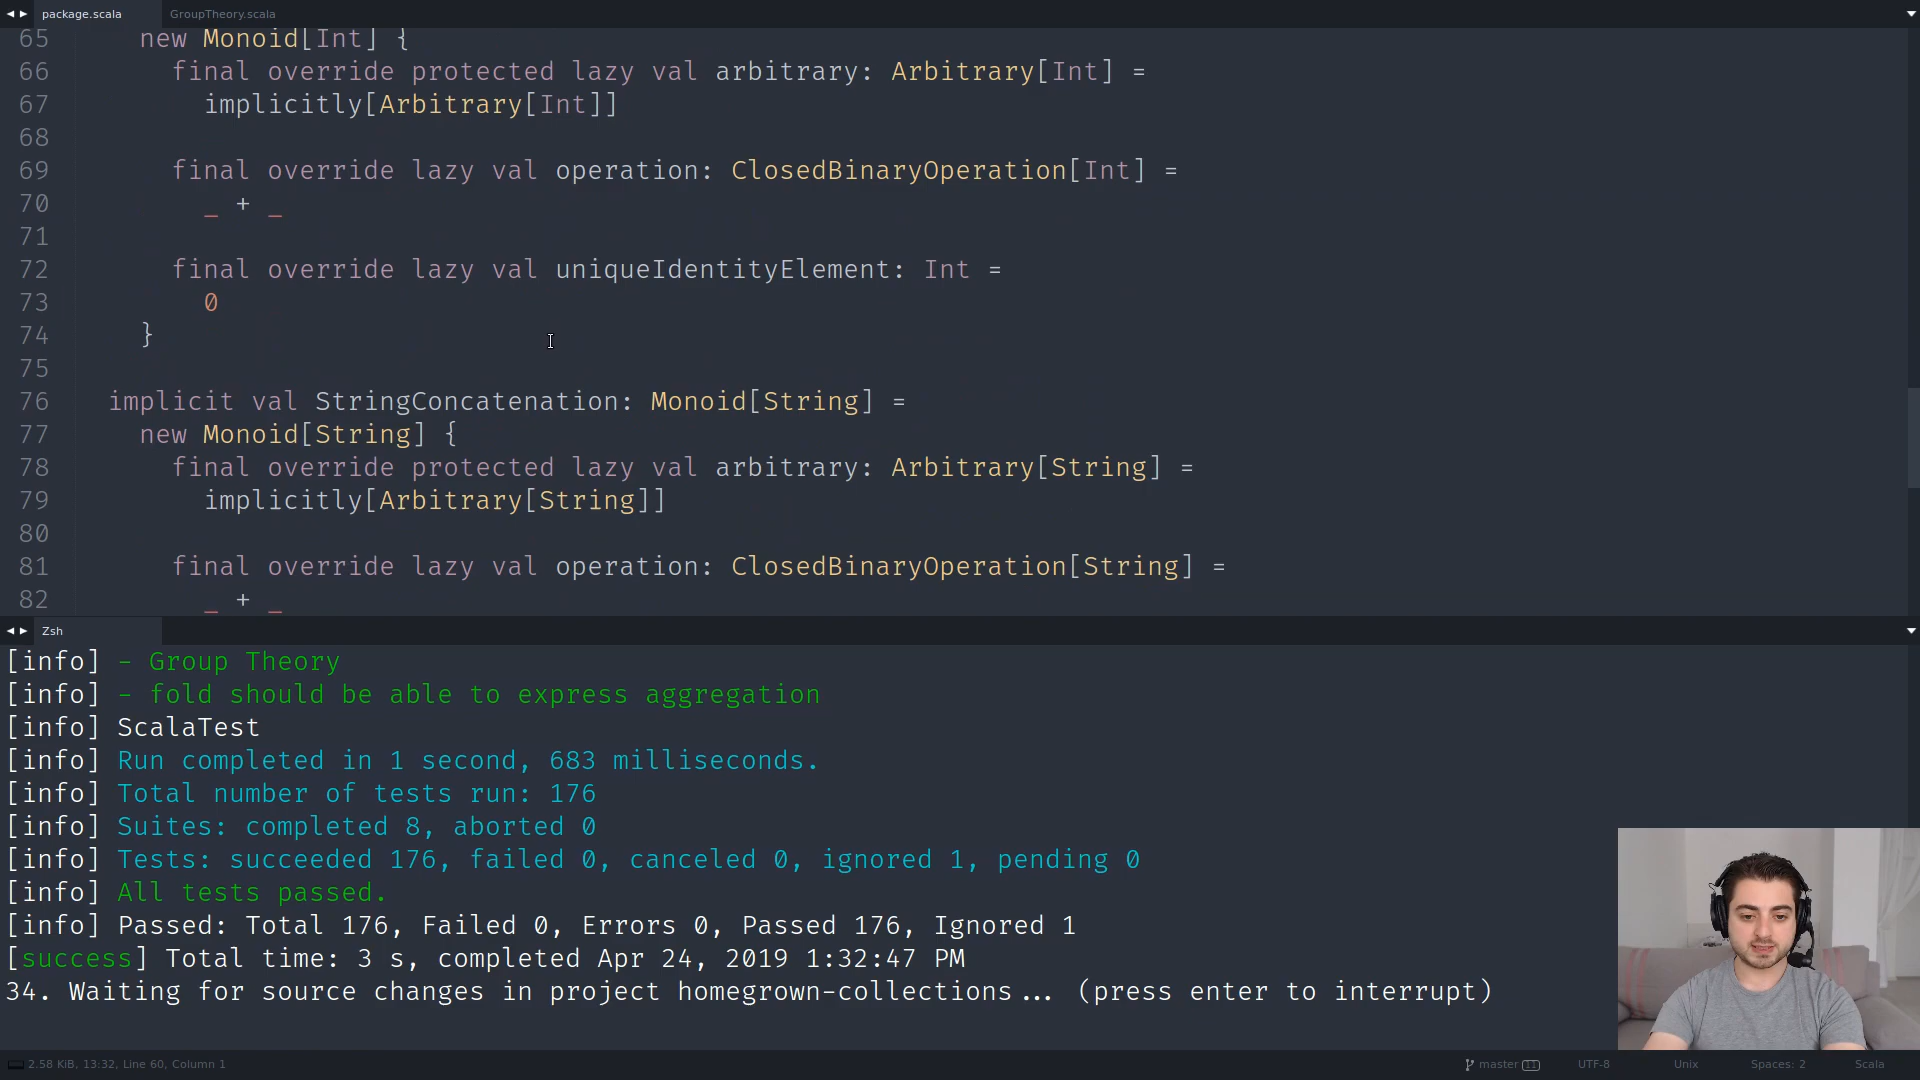 package.scala GroupTheory.scala
65 new Monoid[Int] {
66 final override protected lazy val arbitrary: Arbitrary[Int] =
67 implicitly[Arbitrary[Int]]
68
69 final override lazy val operation: ClosedBinaryOperation[Int] =
70 _ + _
71
72 final override lazy val uniqueIdentityElement: Int =
73 0
74 }
75
76 implicit val StringConcatenation: Monoid[String] =
77 new Monoid[String] {
78 final override protected lazy val arbitrary: Arbitrary[String] =
79 implicitly[Arbitrary[String]]
80
81 final override lazy val operation: ClosedBinaryOperation[String] =
82 _ + _
Zsh
[info] - Group Theory
[info] - fold should be able to express aggregation
[info] ScalaTest
[info] Run completed in 1 second, 683 milliseconds.
[info] Total number of tests run: 176
[info] Suites: completed 8, aborted 0
[info] Tests: succeeded 176, failed 0, canceled 0, ignored 1, pending 0
[info] All tests passed.
[info] Passed: Total 176, Failed 0, Errors 0, Passed 176, Ignored 1
[success] Total time: 3 s, completed Apr 24, 2019 1:32:47 PM
34. Waiting for source changes in project homegrown-collections... (press enter to interrupt)
2.58 KiB, 13:32, Line 60, Column 1 master 11 UTF-8 Unix Spaces: 2 Scala